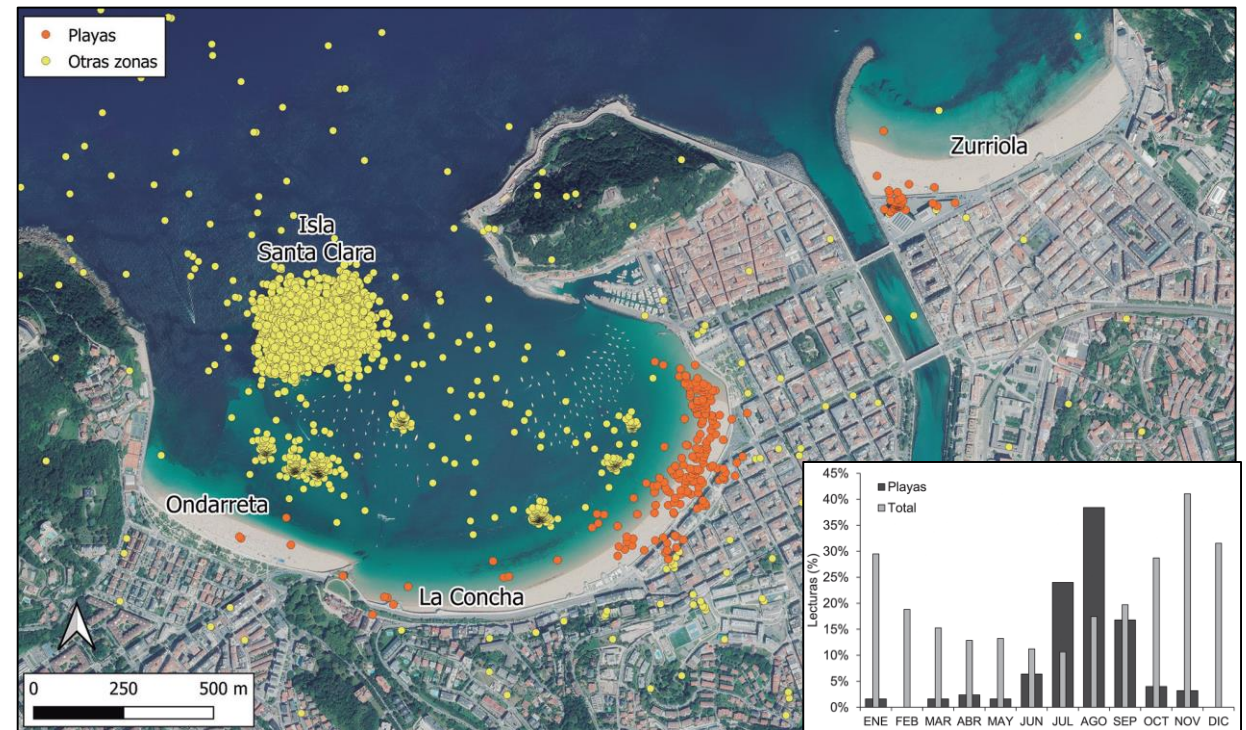 Playas
Otras zonas
Zurriola
Isla
Santa Clara
Ondarreta
La Concha
0 250 500 m
45%
40%
35%
30%
25%
20%
15%
10%
5%
0%
Lecturas (%)
Playas
Total
ENE FEB MAR ABR MAY JUN JUL AGO SEP OCT NOV DIC